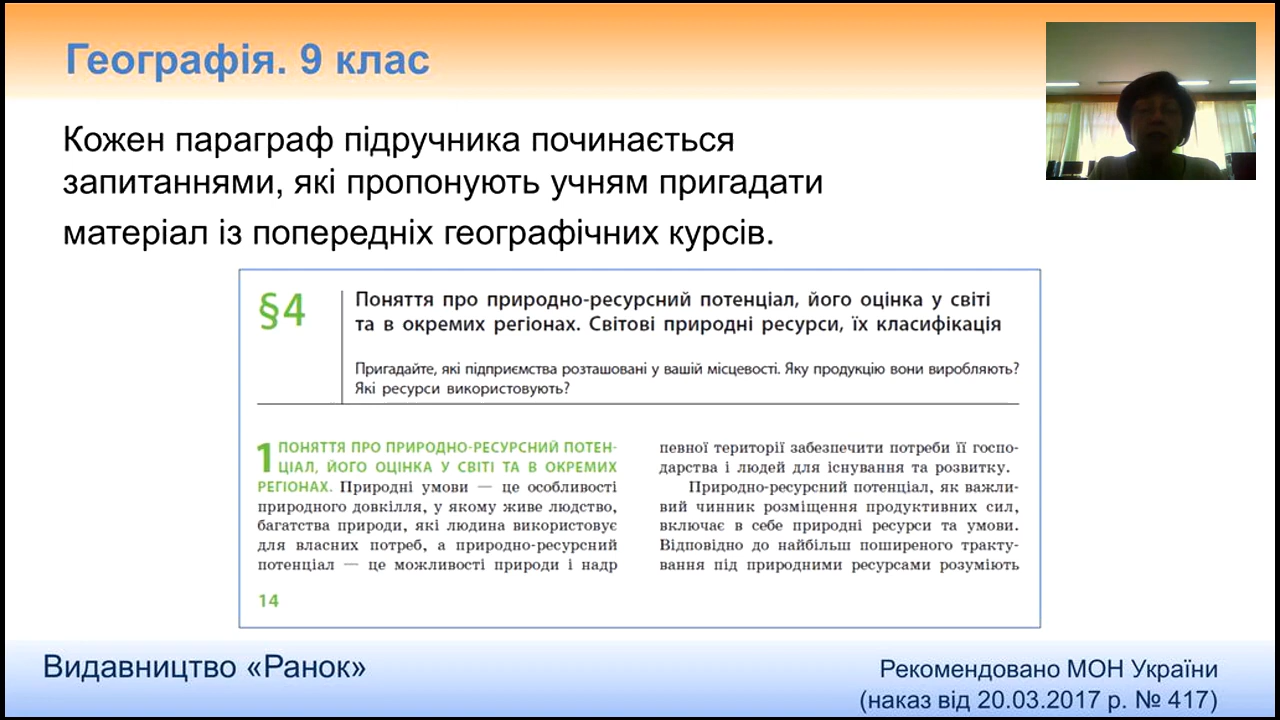 Географія. 9 клас
Кожен параграф підручника починається
запитаннями, які пропонують учням пригадати
матеріал із попередніх географічних курсів.
§4
Поняття про природно-ресурсний потенціал, його оцінка у світі
та в окремих регіонах. Світові природні ресурси, їх класифікація
Пригадайте, які підприємства розташовані у вашій місцевості. Яку продукцію вони виробляють?
Які ресурси використовують?
1 ПОНЯТТЯ ПРО ПРИРОДНО-РЕСУРСНИЙ ПОТЕН-
ЦІАЛ, ЙОГО ОЦІНКА У СВІТІ ТА В ОКРЕМИХ
РЕГІОНАХ. Природні умови — це особливості
природного довкілля, у якому живе людство,
багатства природи, які людина використовує
для власних потреб, а природно-ресурсний
потенціал — це можливості природи і надр
14
певної території забезпечити потреби її госпо-
дарства і людей для існування та розвитку.
Природно-ресурсний потенціал, як важли-
вий чинник розміщення продуктивних сил,
включає в себе природні ресурси та умови.
Відповідно до найбільш поширеного тракту-
вання під природними ресурсами розуміють
Видавництво «Ранок»
Рекомендовано МОН України
(наказ від 20.03.2017 р. № 417)